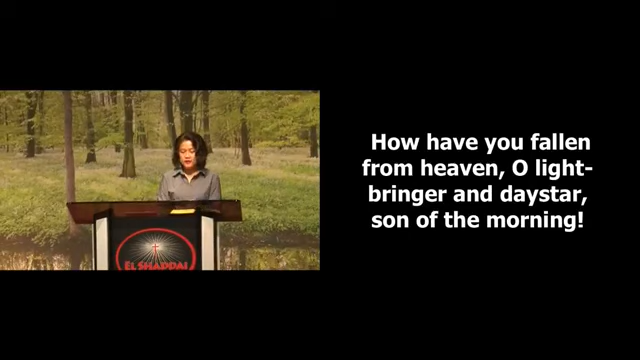 How have you fallen
from heaven, O light-
bringer and daystar,
son of the morning!
EL SHADDAI